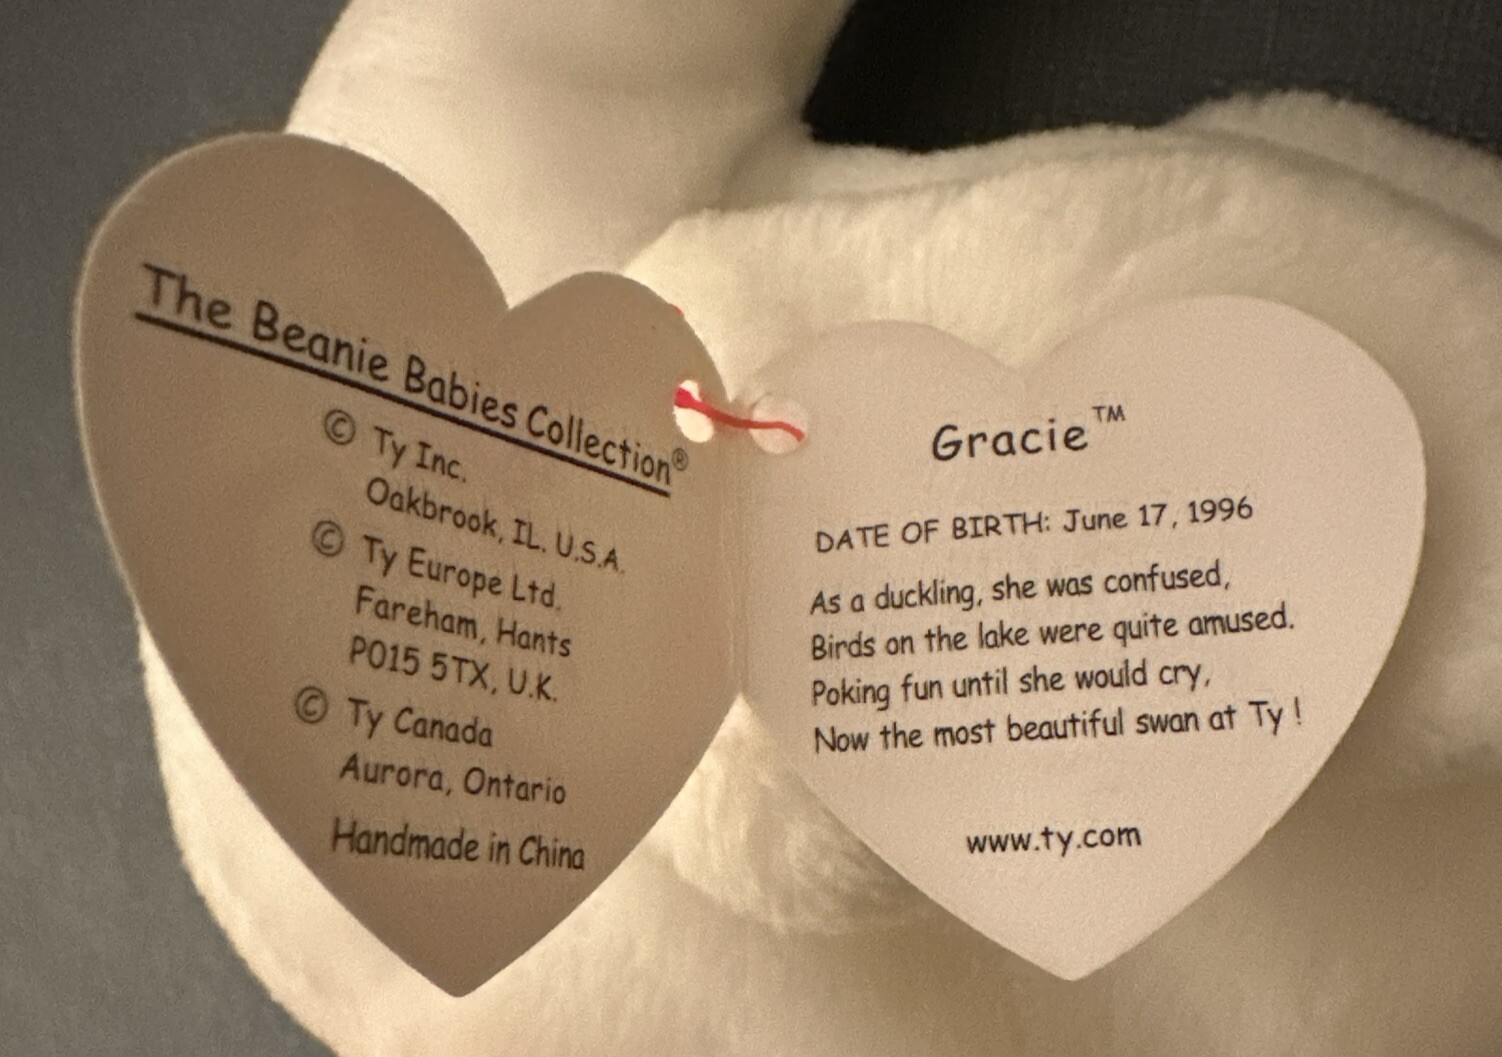 The Beanie Babies Collection®
© Ty Inc.
Oakbrook, IL. U.S.A.
© Ty Europe Ltd.
Fareham, Hants
PO15 5TX, U.K.
© Ty Canada
Aurora, Ontario
Handmade in China
Gracie™
DATE OF BIRTH: June 17, 1996
As a duckling, she was confused,
Birds on the lake were quite amused.
Poking fun until she would cry,
Now the most beautiful swan at Ty !
www.ty.com